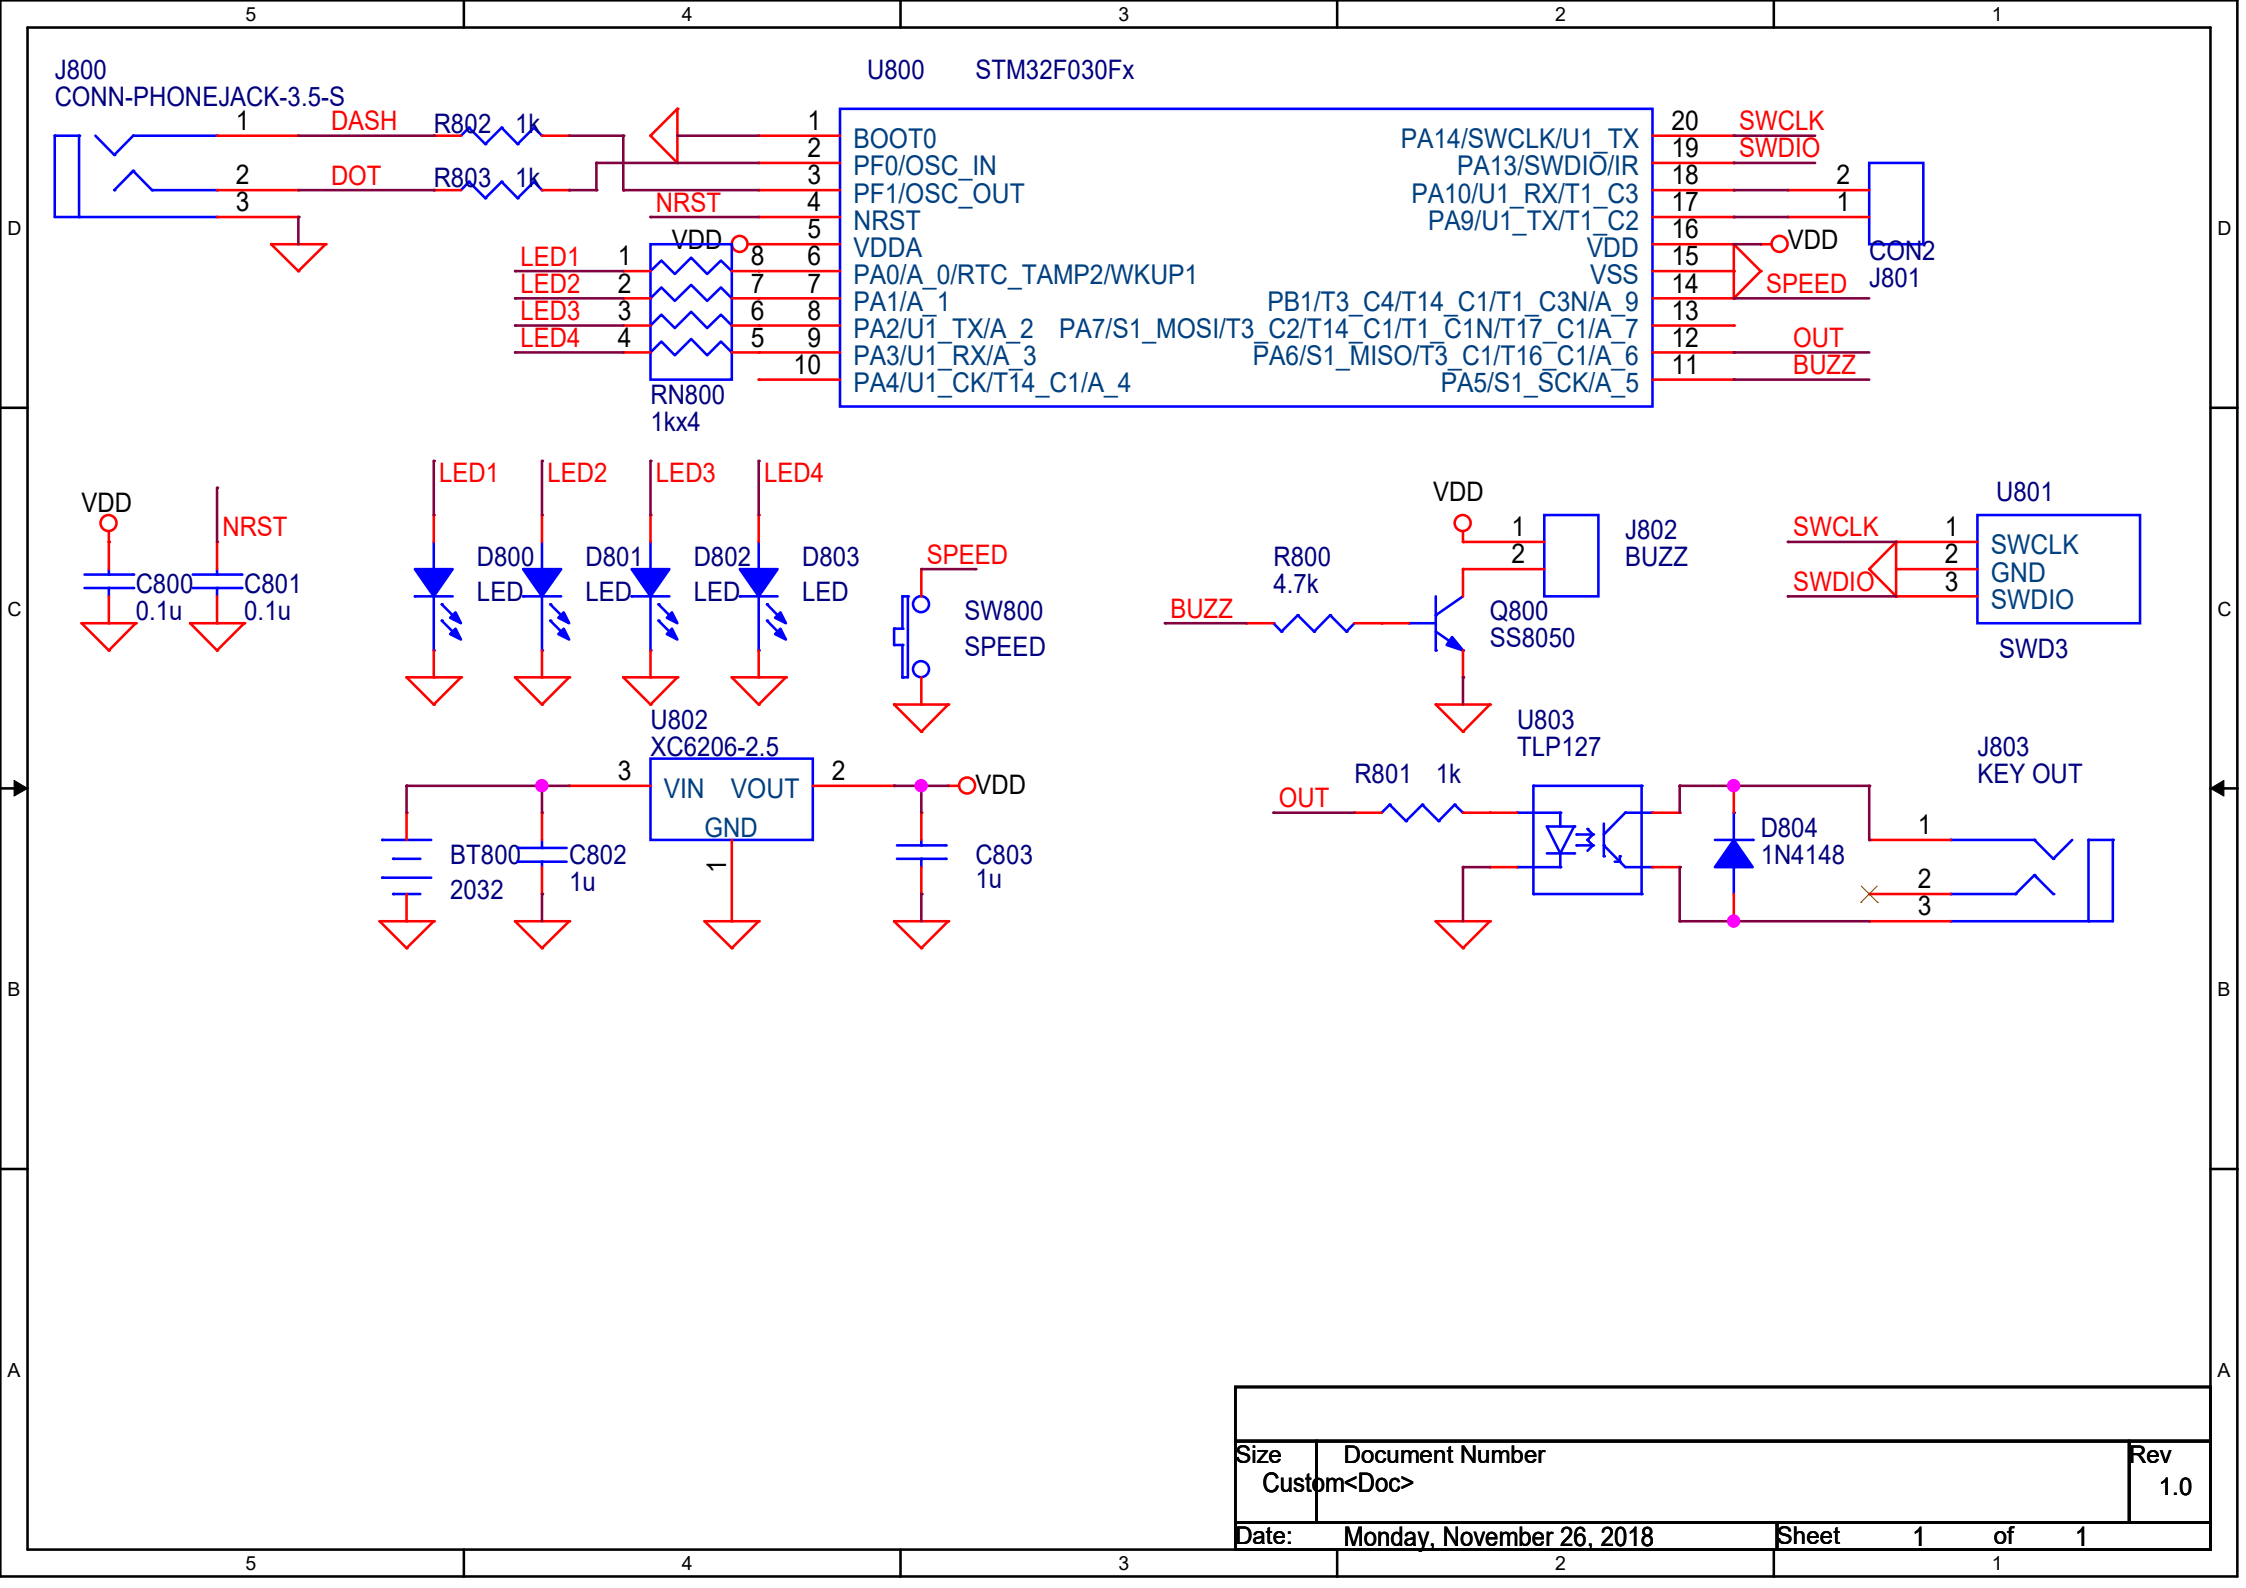 5 4 3 2 1
J800
CONN-PHONEJACK-3.5-S
1 DASH R802 1k
2 DOT R803 1k
3
U800 STM32F030Fx
1 BOOT0
2 PF0/OSC_IN
3 PF1/OSC_OUT
NRST 4 NRST
VDD 5 VDDA
LED1 1 8 6 PA0/A_0/RTC_TAMP2/WKUP1
LED2 2 7 7 PA1/A_1
LED3 3 6 8 PA2/U1_TX/A_2
LED4 4 5 9 PA3/U1_RX/A_3
10 PA4/U1_CK/T14_C1/A_4
RN800
1kx4
PA14/SWCLK/U1_TX 20 SWCLK
PA13/SWDIO/IR 19 SWDIO
PA10/U1_RX/T1_C3 18 2
PA9/U1_TX/T1_C2 17 1
VDD 16 VDD
VSS 15
PB1/T3_C4/T14_C1/T1_C3N/A_9 14 SPEED
PA7/S1_MOSI/T3_C2/T14_C1/T1_C1N/T17_C1/A_7 13
PA6/S1_MISO/T3_C1/T16_C1/A_6 12 OUT
PA5/S1_SCK/A_5 11 BUZZ
CON2
J801
D D
VDD
C800
0.1u
NRST
C801
0.1u
LED1 LED2 LED3 LED4
D800 D801 D802 D803
LED LED LED LED
SPEED
SW800
SPEED
VDD
1
2
J802
BUZZ
R800
4.7k
BUZZ
Q800
SS8050
U801
SWCLK 1 SWCLK
2 GND
SWDIO 3 SWDIO
SWD3
C C
U802
XC6206-2.5
3 VIN VOUT 2 VDD
GND
1
BT800
2032
C802
1u
C803
1u
U803
TLP127
R801 1k
OUT
D804
1N4148
J803
KEY OUT
1
2
3
B B
A A
Size Document Number Rev
Custom <Doc> 1.0
Date: Monday, November 26, 2018 Sheet 1 of 1
5 4 3 2 1